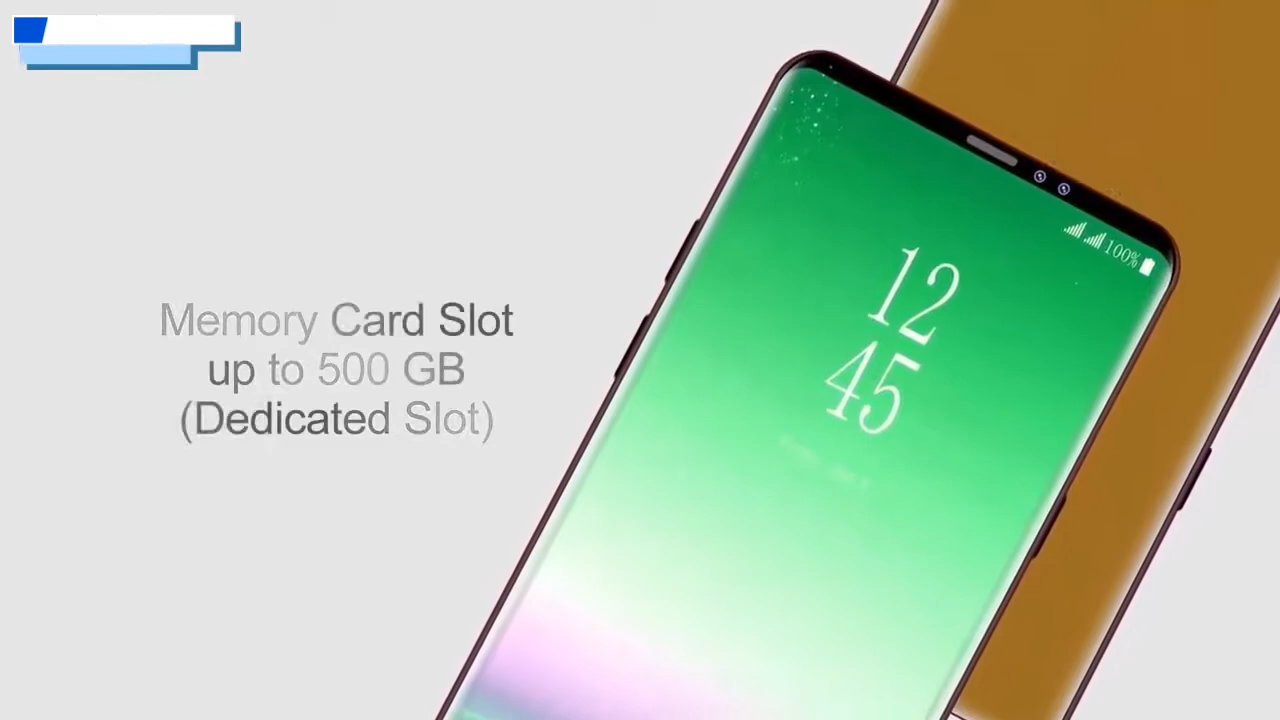 Memory Card Slot
up to 500 GB
(Dedicated Slot)
100%
12
45